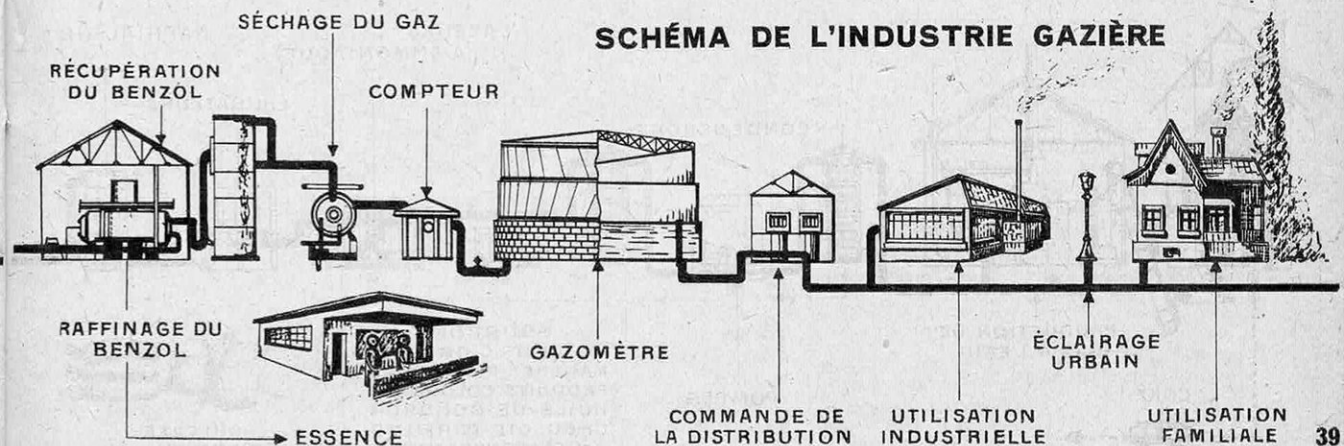 SCHÉMA DE L'INDUSTRIE GAZIÈRE
SÉCHAGE DU GAZ
RÉCUPÉRATION
DU BENZOL
COMPTEUR
RAFFINAGE DU
BENZOL
ESSENCE
GAZOMÈTRE
COMMANDE DE
LA DISTRIBUTION
UTILISATION
INDUSTRIELLE
ÉCLAIRAGE
URBAIN
UTILISATION
FAMILIALE
39